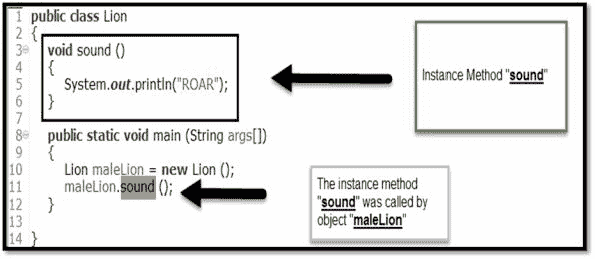 1 public class Lion
2 {
3 void sound ()
4 {
5 System.out.println("ROAR");
6 }
7
8 public static void main (String args[])
9 {
10 Lion maleLion = new Lion ();
11 maleLion.sound ();
12 }
13
14 }
Instance Method "sound"
The instance method
"sound" was called by
object "maleLion"